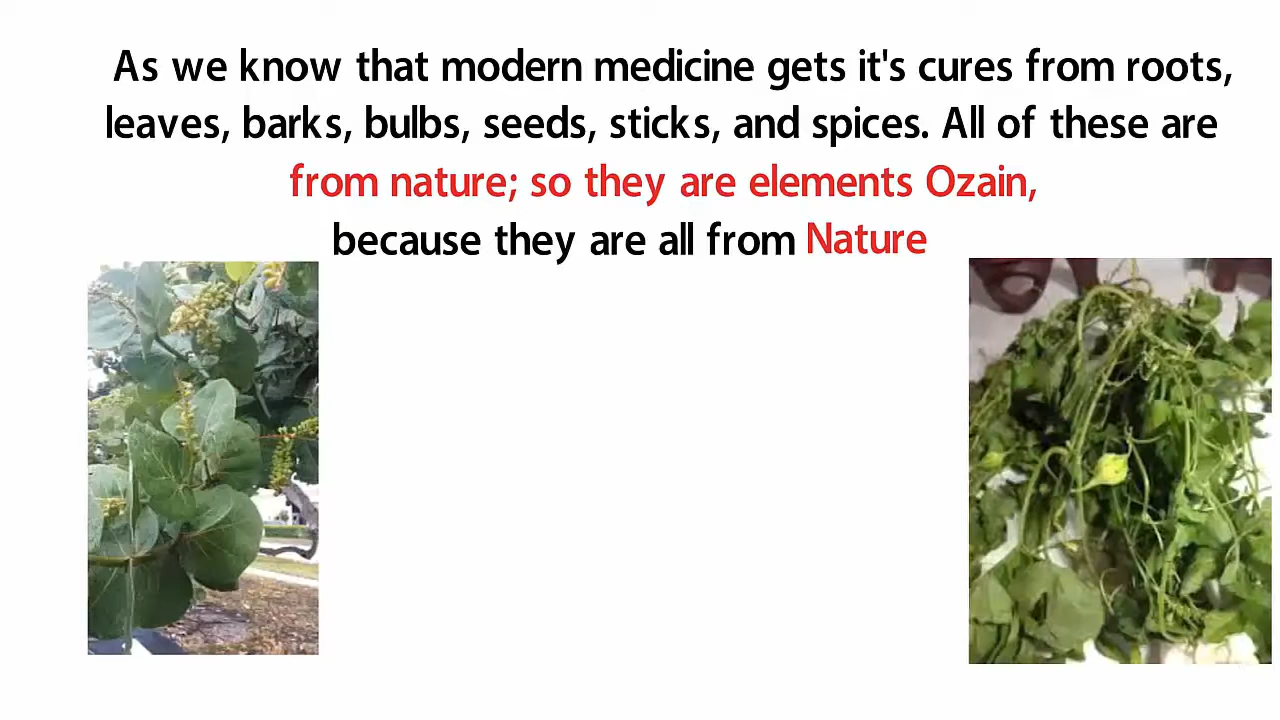 As we know that modern medicine gets it's cures from roots,
leaves, barks, bulbs, seeds, sticks, and spices. All of these are
from nature; so they are elements Ozain,
because they are all from Nature